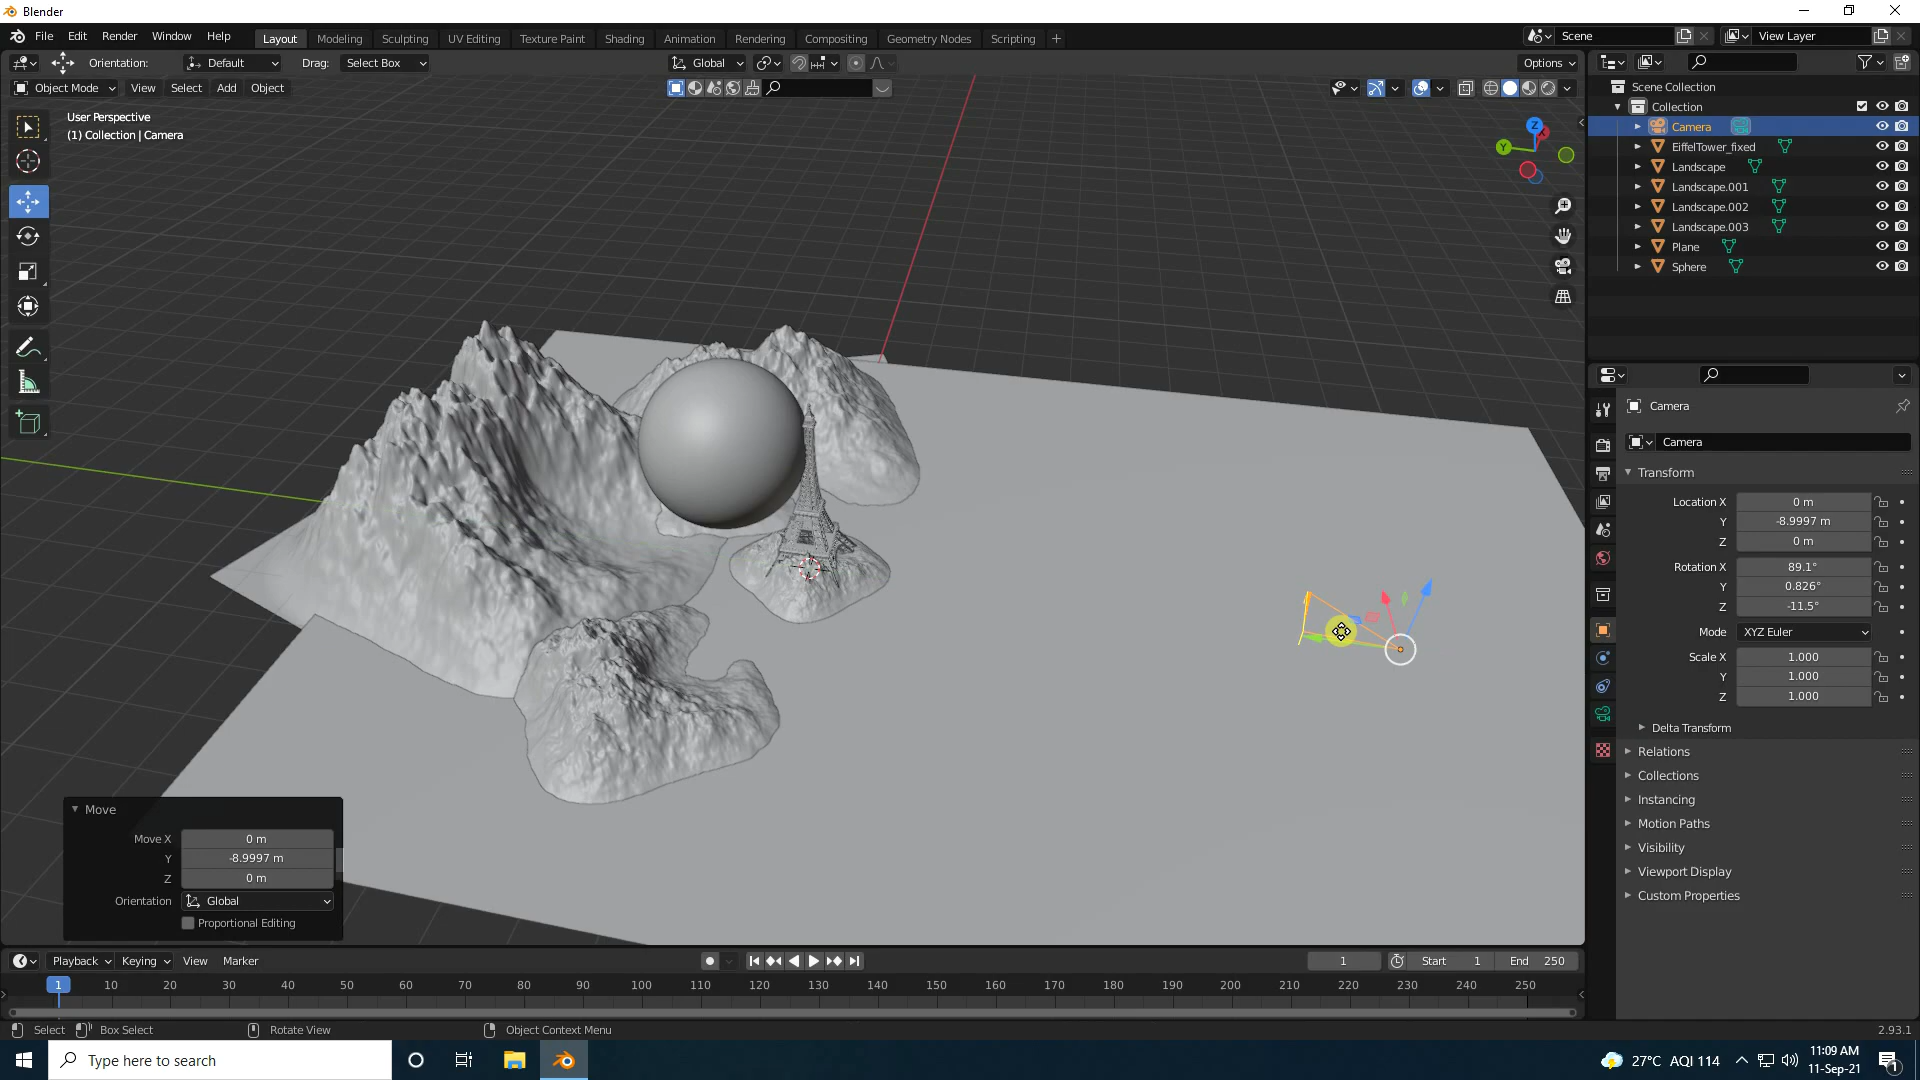 Blender
File Edit Render Window Help
Layout Modeling Sculpting UV Editing Texture Paint Shading Animation Rendering Compositing Geometry Nodes Scripting +
Scene
View Layer
Orientation: Default Drag: Select Box
Global
Options
Object Mode View Select Add Object
User Perspective
(1) Collection | Camera
Z
X
Y
Scene Collection
Collection
Camera
EiffelTower_fixed
Landscape
Landscape.001
Landscape.002
Landscape.003
Plane
Sphere
Camera
Camera
Transform
Location X 0 m
Y -8.9997 m
Z 0 m
Rotation X 89.1°
Y 0.826°
Z -11.5°
Mode XYZ Euler
Scale X 1.000
Y 1.000
Z 1.000
Delta Transform
Relations
Collections
Instancing
Motion Paths
Visibility
Viewport Display
Custom Properties
Move
Move X 0 m
Y -8.9997 m
Z 0 m
Orientation Global
Proportional Editing
Playback Keying View Marker
1 Start 1 End 250
1 10 20 30 40 50 60 70 80 90 100 110 120 130 140 150 160 170 180 190 200 210 220 230 240 250
Select Box Select Rotate View Object Context Menu
2.93.1
Type here to search
27°C AQI 114
11:09 AM
11-Sep-21
1